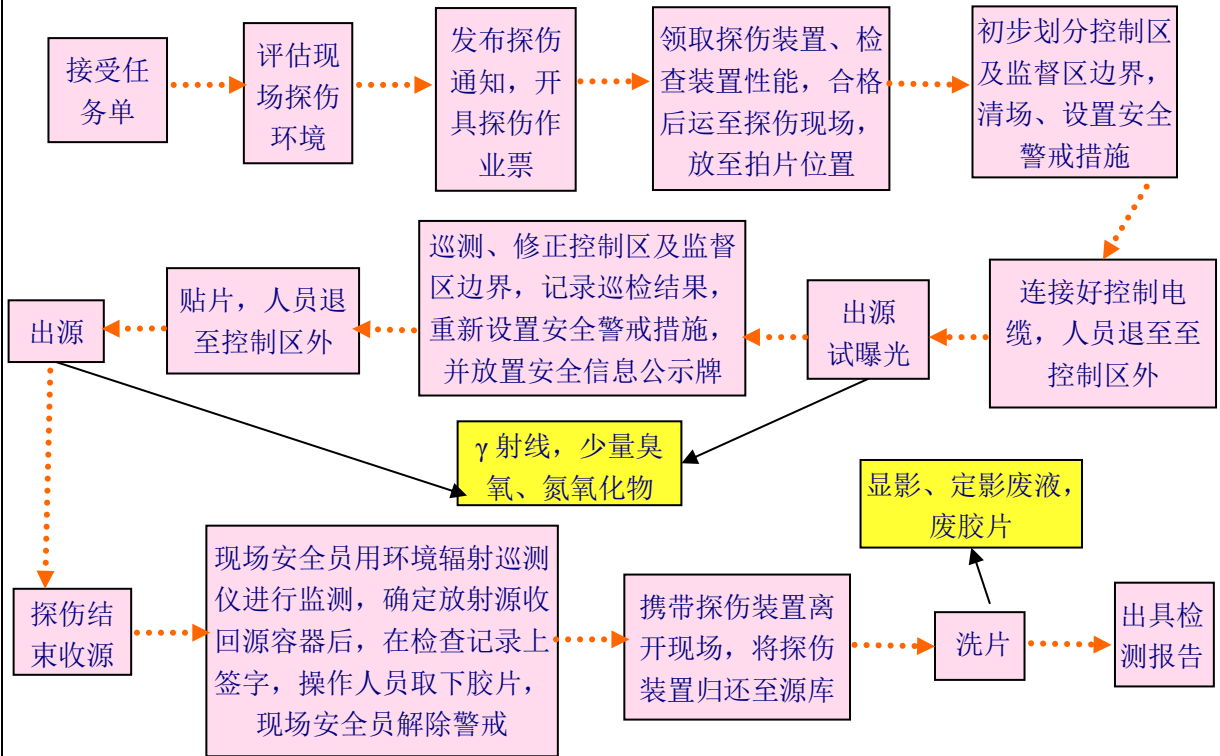 接受任
务单
评估现
场探伤
环境
发布探伤
通知，开
具探伤作
业票
领取探伤装置、检
查装置性能，合格
后运至探伤现场，
放至拍片位置
初步划分控制区
及监督区边界，
清场、设置安全
警戒措施
连接好控制电
缆，人员退至至
控制区外
出源
试曝光
巡测、修正控制区及监督
区边界，记录巡检结果，
重新设置安全警戒措施，
并放置安全信息公示牌
贴片，人员退
至控制区外
出源
γ 射线，少量臭
氧、氮氧化物
探伤结
束收源
现场安全员用环境辐射巡测
仪进行监测，确定放射源收
回源容器后，在检查记录上
签字，操作人员取下胶片，
现场安全员解除警戒
携带探伤装置离
开现场，将探伤
装置归还至源库
洗片
显影、定影废液，
废胶片
出具检
测报告